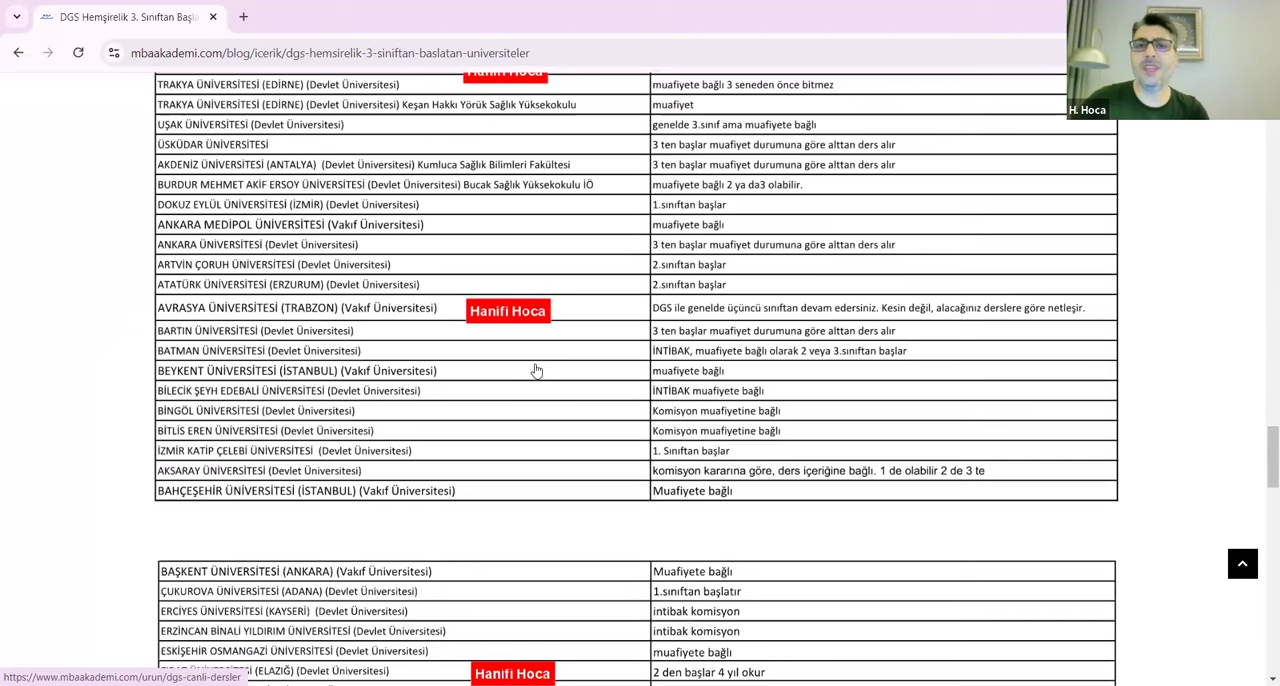 DGS Hemşirelik 3. Sınıftan Başla
mbaakademi.com/blog/icerik/dgs-hemsirelik-3-siniftan-baslatan-universiteler
H. Hoca
Hanifi Hoca
TRAKYA ÜNİVERSİTESİ (EDİRNE) (Devlet Üniversitesi) muafiyete bağlı 3 seneden önce bitmez
TRAKYA ÜNİVERSİTESİ (EDİRNE) (Devlet Üniversitesi) Keşan Hakkı Yörük Sağlık Yüksekokulu muafiyet
UŞAK ÜNİVERSİTESİ (Devlet Üniversitesi) genelde 3.sınıf ama muafiyete bağlı
ÜSKÜDAR ÜNİVERSİTESİ 3 ten başlar muafiyet durumuna göre alttan ders alır
AKDENİZ ÜNİVERSİTESİ (ANTALYA) (Devlet Üniversitesi) Kumluca Sağlık Bilimleri Fakültesi 3 ten başlar muafiyet durumuna göre alttan ders alır
BURDUR MEHMET AKİF ERSOY ÜNİVERSİTESİ (Devlet Üniversitesi) Bucak Sağlık Yüksekokulu İÖ muafiyete bağlı 2 ya da3 olabilir.
DOKUZ EYLÜL ÜNİVERSİTESİ (İZMİR) (Devlet Üniversitesi) 1.sınıftan başlar
ANKARA MEDİPOL ÜNİVERSİTESİ (Vakıf Üniversitesi) muafiyete bağlı
ANKARA ÜNİVERSİTESİ (Devlet Üniversitesi) 3 ten başlar muafiyet durumuna göre alttan ders alır
ARTVİN ÇORUH ÜNİVERSİTESİ (Devlet Üniversitesi) 2.sınıftan başlar
ATATÜRK ÜNİVERSİTESİ (ERZURUM) (Devlet Üniversitesi) 2.sınıftan başlar
AVRASYA ÜNİVERSİTESİ (TRABZON) (Vakıf Üniversitesi) Hanifi Hoca DGS ile genelde üçüncü sınıftan devam edersiniz. Kesin değil, alacağınız derslere göre netleşir.
BARTIN ÜNİVERSİTESİ (Devlet Üniversitesi) 3 ten başlar muafiyet durumuna göre alttan ders alır
BATMAN ÜNİVERSİTESİ (Devlet Üniversitesi) İNTİBAK, muafiyete bağlı olarak 2 veya 3.sınıftan başlar
BEYKENT ÜNİVERSİTESİ (İSTANBUL) (Vakıf Üniversitesi) muafiyete bağlı
BİLECİK ŞEYH EDEBALİ ÜNİVERSİTESİ (Devlet Üniversitesi) İNTİBAK muafiyete bağlı
BİNGÖL ÜNİVERSİTESİ (Devlet Üniversitesi) Komisyon muafiyetine bağlı
BİTLİS EREN ÜNİVERSİTESİ (Devlet Üniversitesi) Komisyon muafiyetine bağlı
İZMİR KATİP ÇELEBİ ÜNİVERSİTESİ (Devlet Üniversitesi) 1. Sınıftan başlar
AKSARAY ÜNİVERSİTESİ (Devlet Üniversitesi) komisyon kararına göre, ders içeriğine bağlı. 1 de olabilir 2 de 3 te
BAHÇEŞEHİR ÜNİVERSİTESİ (İSTANBUL) (Vakıf Üniversitesi) Muafiyete bağlı
BAŞKENT ÜNİVERSİTESİ (ANKARA) (Vakıf Üniversitesi) Muafiyete bağlı
ÇUKUROVA ÜNİVERSİTESİ (ADANA) (Devlet Üniversitesi) 1.sınıftan başlatır
ERCİYES ÜNİVERSİTESİ (KAYSERİ) (Devlet Üniversitesi) intibak komisyon
ERZİNCAN BİNALİ YILDIRIM ÜNİVERSİTESİ (Devlet Üniversitesi) intibak komisyon
ESKİŞEHİR OSMANGAZİ ÜNİVERSİTESİ (Devlet Üniversitesi) muafiyete bağlı
(ELAZIĞ) (Devlet Üniversitesi) Hanifi Hoca 2 den başlar 4 yıl okur
https://www.mbaakademi.com/urun/dgs-canli-dersler